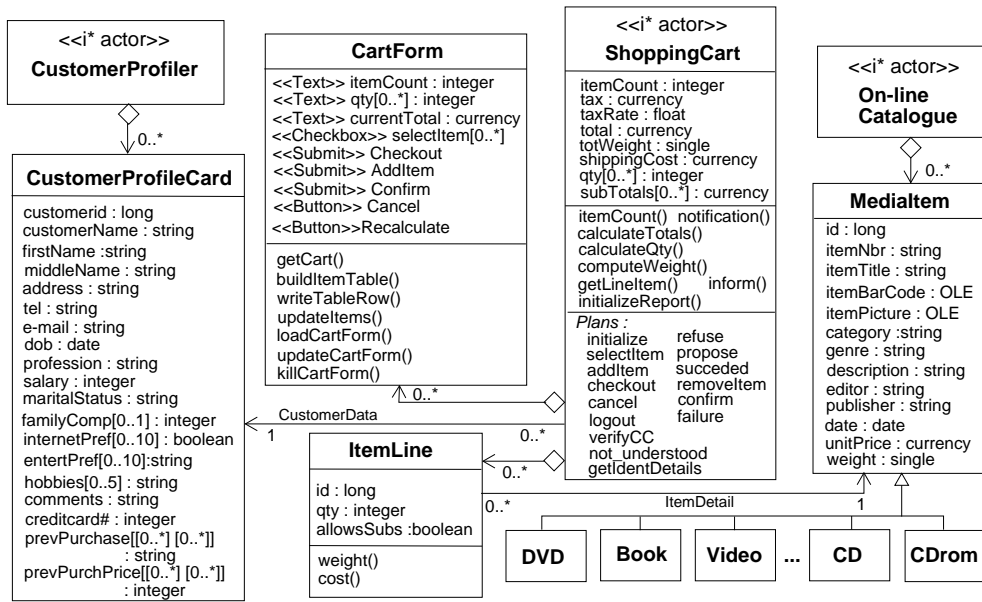 <<i* actor>>
CustomerProfiler
0..*
CustomerProfileCard
customerid : long
customerName : string
firstName :string
middleName : string
address : string
tel : string
e-mail : string
dob : date
profession : string
salary : integer
maritalStatus : string
familyComp[0..1] : integer
internetPref[0..10] : boolean
entertPref[0..10]:string
hobbies[0..5] : string
comments : string
creditcard# : integer
prevPurchase[[0..*] [0..*]]
: string
prevPurchPrice[[0..*] [0..*]]
: integer
CartForm
<<Text>> itemCount : integer
<<Text>> qty[0..*] : integer
<<Text>> currentTotal : currency
<<Checkbox>> selectItem[0..*]
<<Submit>> Checkout
<<Submit>> AddItem
<<Submit>> Confirm
<<Button>> Cancel
<<Button>>Recalculate
getCart()
buildItemTable()
writeTableRow()
updateItems()
loadCartForm()
updateCartForm()
killCartForm()
0..*
CustomerData
1
0..*
ItemLine
id : long
qty : integer
allowsSubs :boolean
weight()
cost()
0..*
0..*
ItemDetail
1
<<i* actor>>
ShoppingCart
itemCount : integer
tax : currency
taxRate : float
total : currency
totWeight : single
shippingCost : currency
qty[0..*] : integer
subTotals[0..*] : currency
itemCount() notification()
calculateTotals()
calculateQty()
computeWeight()
getLineItem() inform()
initializeReport()
Plans :
initialize refuse
selectItem propose
addItem succeded
checkout removeItem
cancel confirm
logout failure
verifyCC
not_understood
getIdentDetails
<<i* actor>>
On-line
Catalogue
0..*
MediaItem
id : long
itemNbr : string
itemTitle : string
itemBarCode : OLE
itemPicture : OLE
category :string
genre : string
description : string
editor : string
publisher : string
date : date
unitPrice : currency
weight : single
DVD
Book
Video
...
CD
CDrom